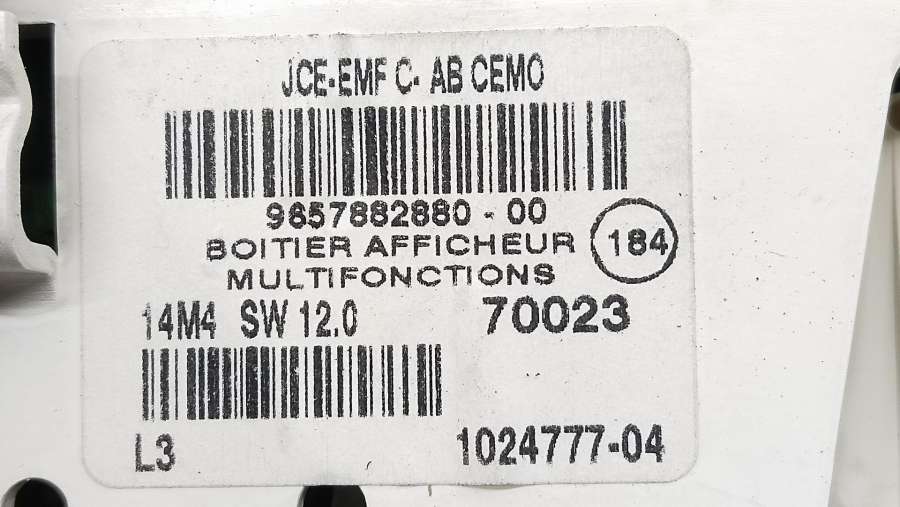 JCE-EMF C- AB CEMO
9657882880 - 00
BOITIER AFFICHEUR
MULTIFONCTIONS
184
14M4 SW 12.0
70023
L3
1024777-04